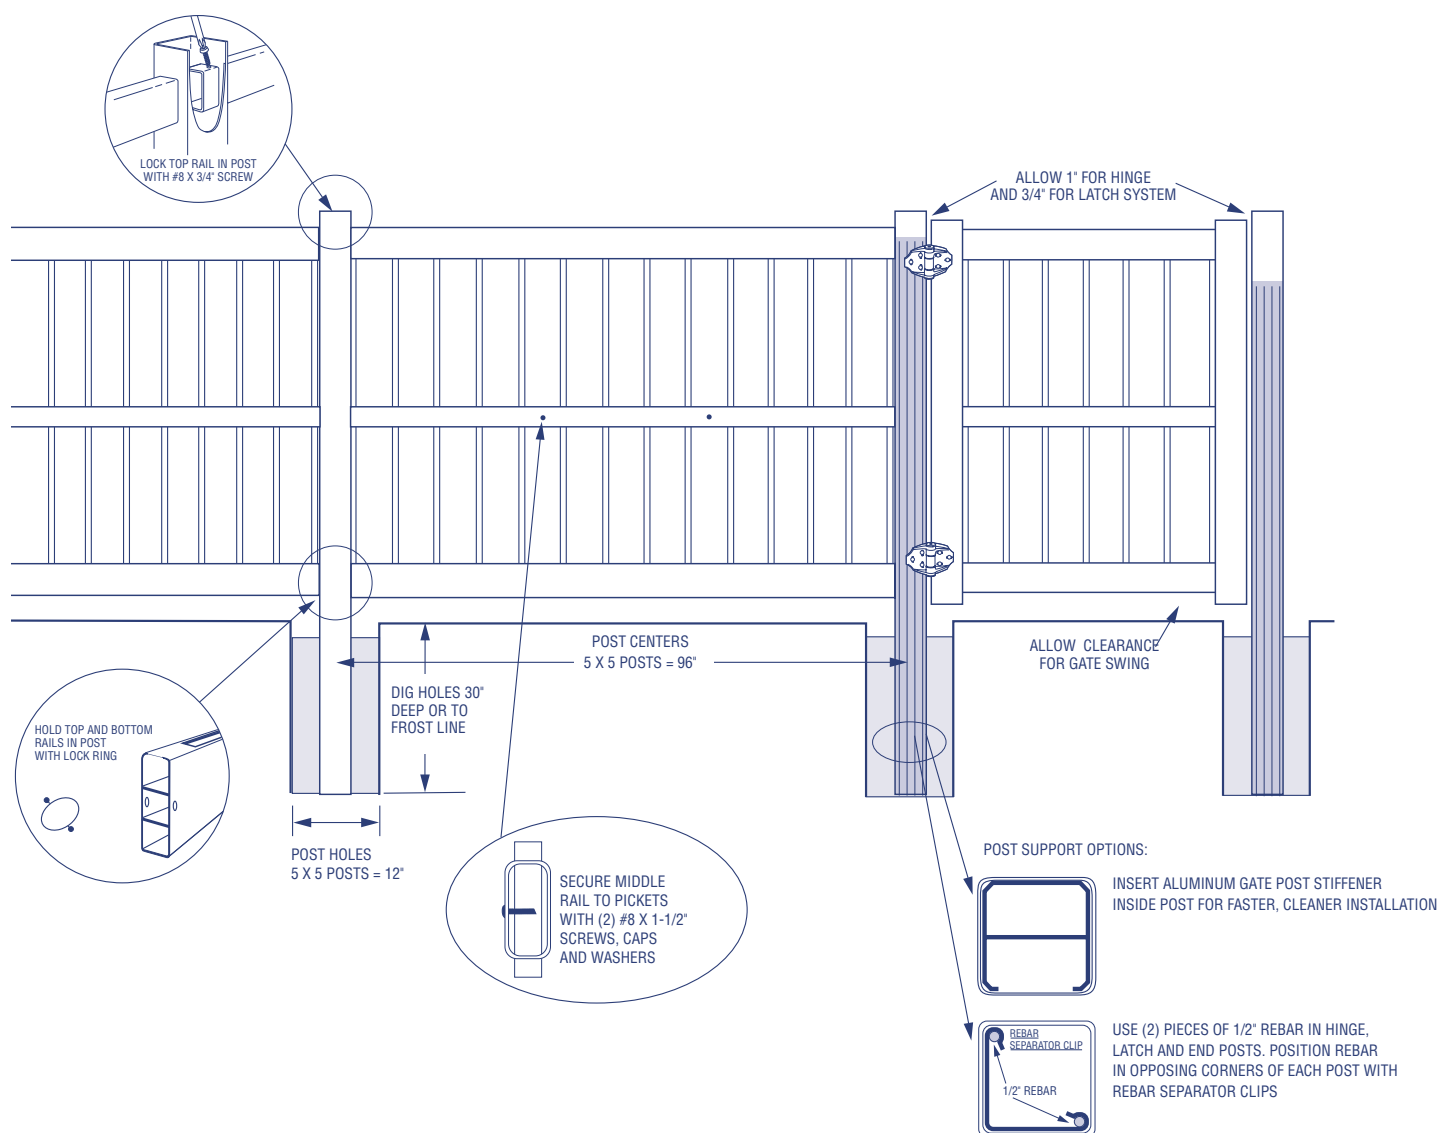 LOCK TOP RAIL IN POST
WITH #8 X 3/4" SCREW
ALLOW 1" FOR HINGE
AND 3/4" FOR LATCH SYSTEM
POST CENTERS
5 X 5 POSTS = 96"
ALLOW CLEARANCE
FOR GATE SWING
DIG HOLES 30"
DEEP OR TO
FROST LINE
HOLD TOP AND BOTTOM
RAILS IN POST
WITH LOCK RING
POST HOLES
5 X 5 POSTS = 12"
SECURE MIDDLE
RAIL TO PICKETS
WITH (2) #8 X 1-1/2"
SCREWS, CAPS
AND WASHERS
POST SUPPORT OPTIONS:
INSERT ALUMINUM GATE POST STIFFENER
INSIDE POST FOR FASTER, CLEANER INSTALLATION
REBAR
SEPARATOR CLIP
1/2" REBAR
USE (2) PIECES OF 1/2" REBAR IN HINGE,
LATCH AND END POSTS. POSITION REBAR
IN OPPOSING CORNERS OF EACH POST WITH
REBAR SEPARATOR CLIPS